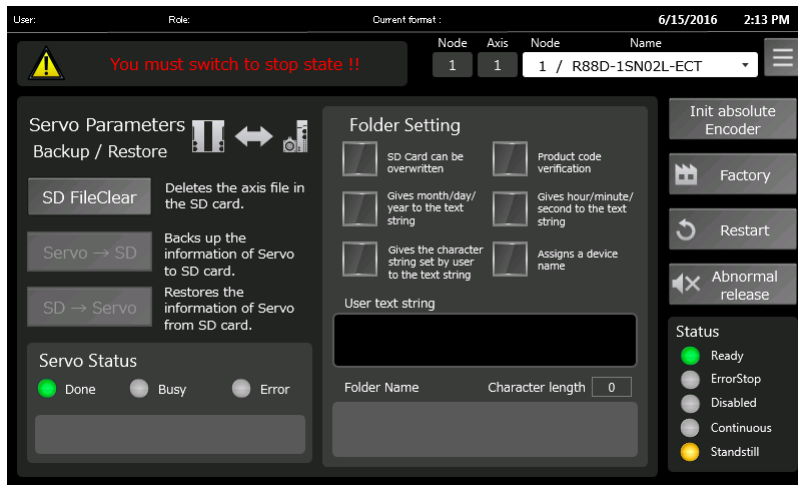 User: Role: Current format : 6/15/2016 2:13 PM
Node Axis Node Name
You must switch to stop state !! 1 1 1 / R88D-1SN02L-ECT
Servo Parameters
Backup / Restore
SD FileClear
Deletes the axis file in
the SD card.
Servo → SD
Backs up the
information of Servo
to SD card.
SD → Servo
Restores the
information of Servo
from SD card.
Servo Status
Done Busy Error
Folder Setting
SD Card can be
overwritten
Product code
verification
Gives month/day/
year to the text
string
Gives hour/minute/
second to the text
string
Gives the character
string set by user
to the text string
Assigns a device
name
User text string
Folder Name Character length 0
Init absolute
Encoder
Factory
Restart
Abnormal
release
Status
Ready
ErrorStop
Disabled
Continuous
Standstill